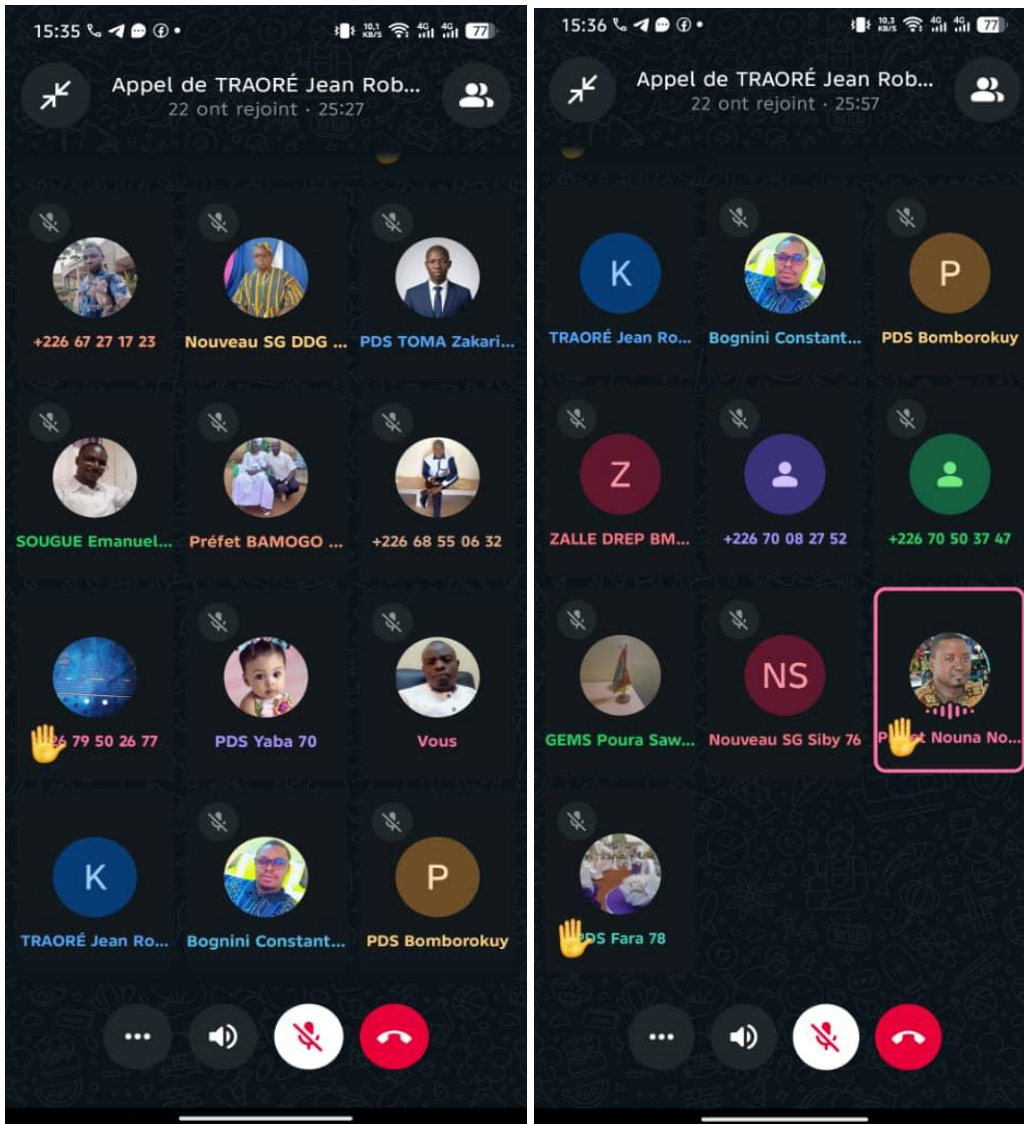 15:35
10,1 KB/S 4G 4G 77
Appel de TRAORÉ Jean Rob...
22 ont rejoint · 25:27
+226 67 27 17 23
Nouveau SG DDG ...
PDS TOMA Zakari...
SOUGUE Emanuel...
Préfet BAMOGO ...
+226 68 55 06 32
79 50 26 77
PDS Yaba 70
Vous
K
P
TRAORÉ Jean Ro...
Bognini Constant...
PDS Bomborokuy
15:36
10,1 KB/S 4G 4G 77
Appel de TRAORÉ Jean Rob...
22 ont rejoint · 25:57
K
P
TRAORÉ Jean Ro...
Bognini Constant...
PDS Bomborokuy
Z
ZALLE DREP BM...
+226 70 08 27 52
+226 70 50 37 47
NS
GEMS Poura Saw...
Nouveau SG Siby 76
Nouna No...
PDS Fara 78